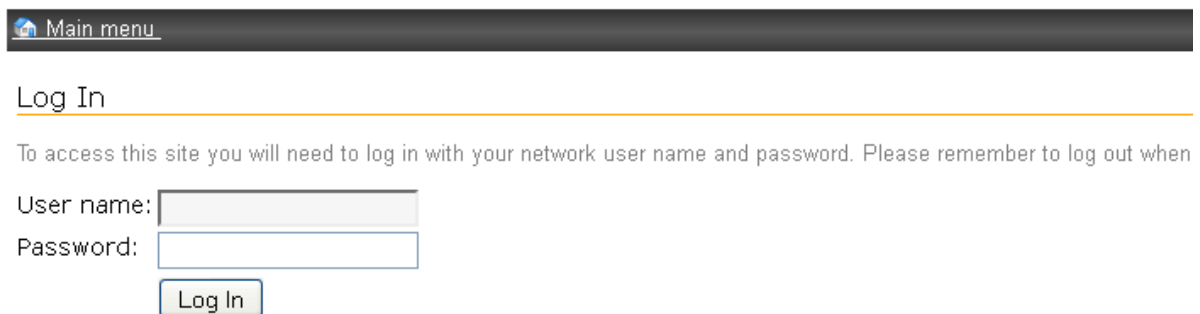 Main menu
Log In
To access this site you will need to log in with your network user name and password. Please remember to log out when
User name:
Password:
Log In